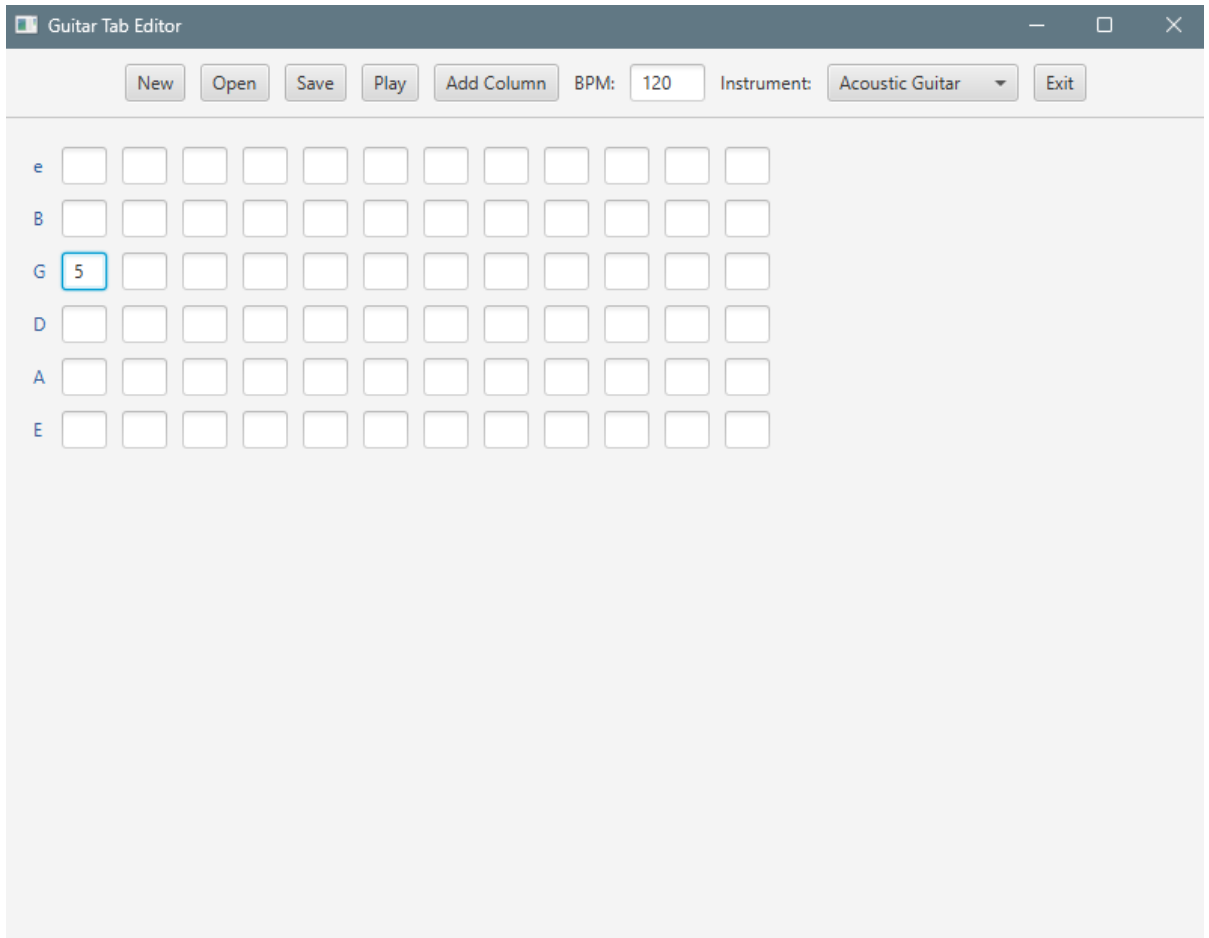 Guitar Tab Editor
New Open Save Play Add Column BPM: 120 Instrument: Acoustic Guitar Exit
e
B
G 5
D
A
E